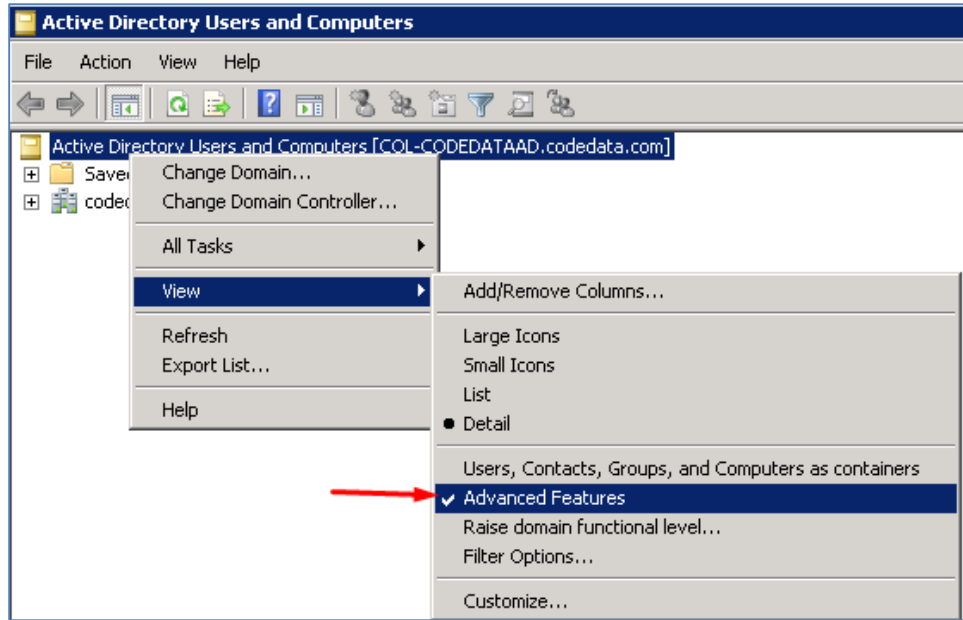 Active Directory Users and Computers
File Action View Help
Active Directory Users and Computers [COL-CODEDATAAD.codedata.com]
Change Domain...
Change Domain Controller...
All Tasks
View
Refresh
Export List...
Help
Add/Remove Columns...
Large Icons
Small Icons
List
Detail
Users, Contacts, Groups, and Computers as containers
Advanced Features
Raise domain functional level...
Filter Options...
Customize...